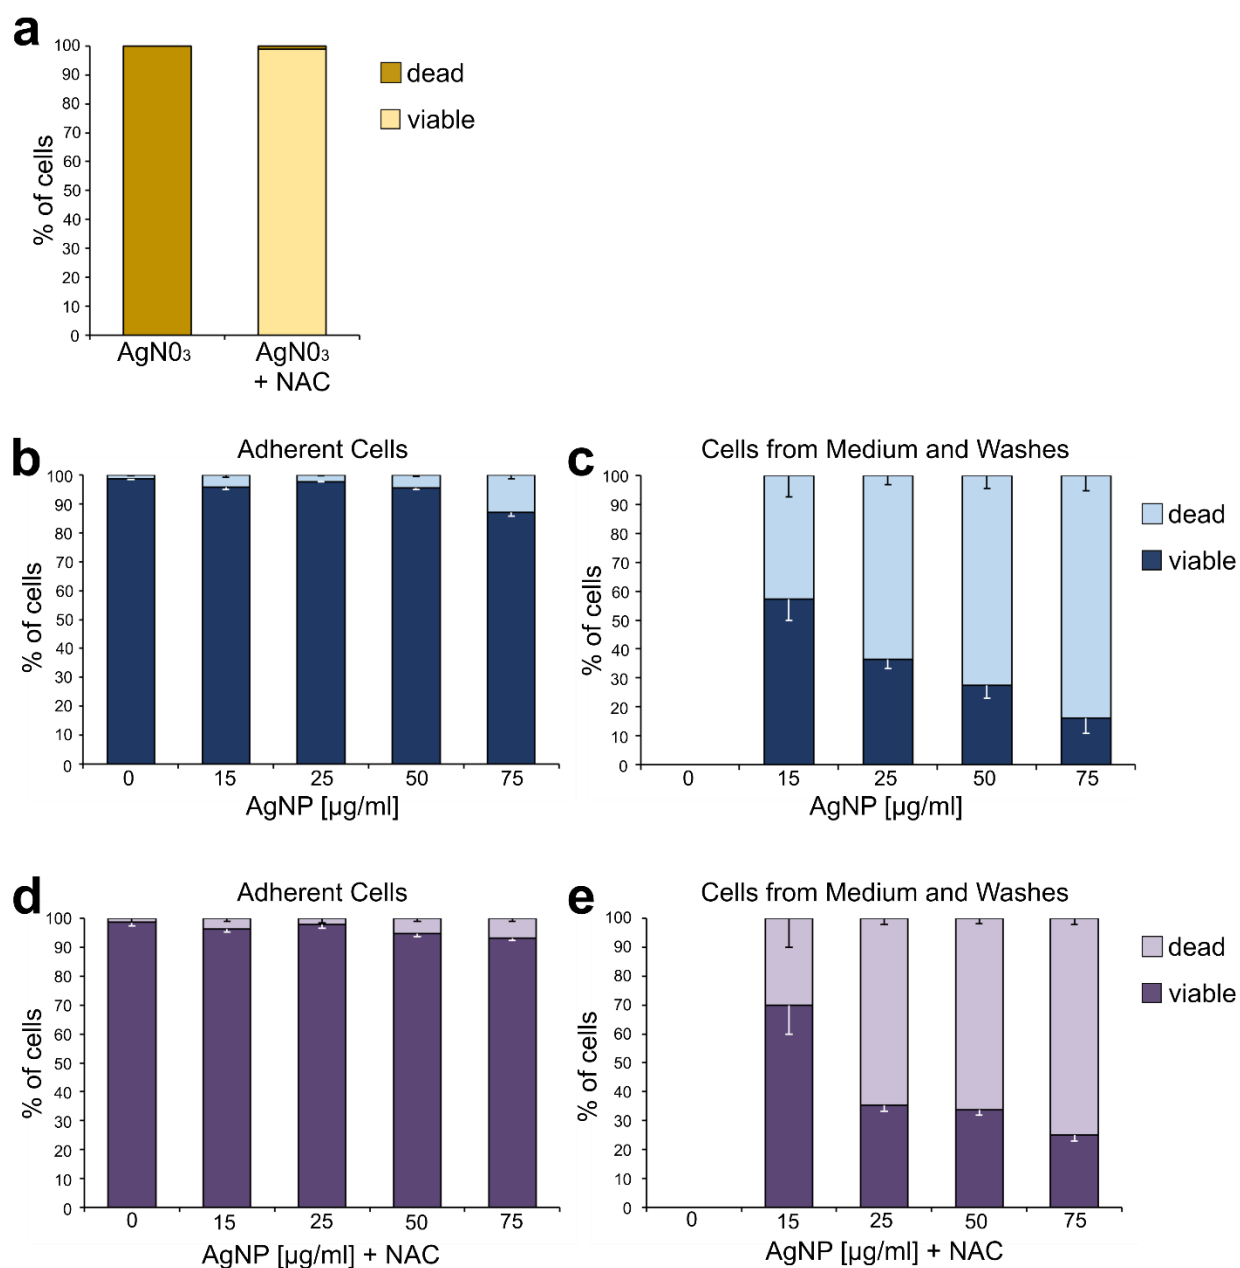 a
100
90
80
70
60
50
40
30
20
10
0
% of cells
AgN0₃
AgN0₃
+ NAC
dead
viable
b
Adherent Cells
100
90
80
70
60
50
40
30
20
10
0
% of cells
0 15 25 50 75
AgNP [µg/ml]
c
Cells from Medium and Washes
100
90
80
70
60
50
40
30
20
10
0
% of cells
0 15 25 50 75
AgNP [µg/ml]
dead
viable
d
Adherent Cells
100
90
80
70
60
50
40
30
20
10
0
% of cells
0 15 25 50 75
AgNP [µg/ml] + NAC
e
Cells from Medium and Washes
100
90
80
70
60
50
40
30
20
10
0
% of cells
0 15 25 50 75
AgNP [µg/ml] + NAC
dead
viable